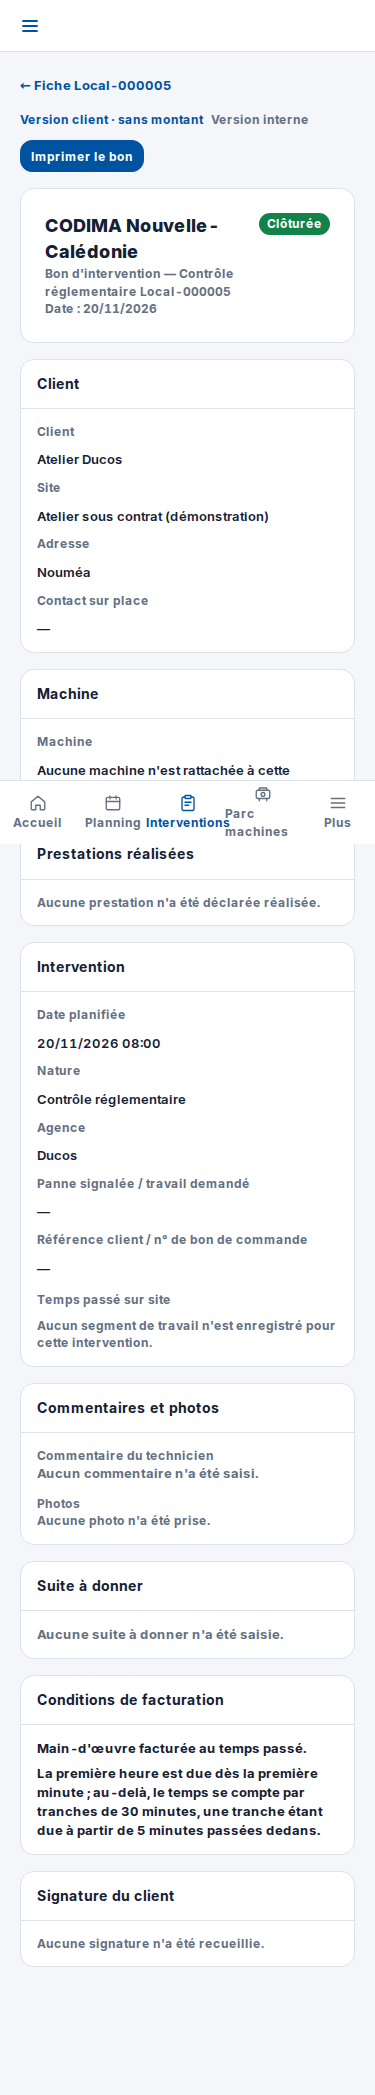 ← Fiche Local-000005
Version client · sans montant Version interne
Imprimer le bon
CODIMA Nouvelle-
Calédonie
Clôturée
Bon d'intervention — Contrôle
réglementaire Local-000005
Date : 20/11/2026
Client
Client
Atelier Ducos
Site
Atelier sous contrat (démonstration)
Adresse
Nouméa
Contact sur place
—
Machine
Machine
Aucune machine n'est rattachée à cette
Accueil
Planning
Interventions
Parc
machines
Plus
Prestations réalisées
Aucune prestation n'a été déclarée réalisée.
Intervention
Date planifiée
20/11/2026 08:00
Nature
Contrôle réglementaire
Agence
Ducos
Panne signalée / travail demandé
—
Référence client / n° de bon de commande
—
Temps passé sur site
Aucun segment de travail n'est enregistré pour
cette intervention.
Commentaires et photos
Commentaire du technicien
Aucun commentaire n'a été saisi.
Photos
Aucune photo n'a été prise.
Suite à donner
Aucune suite à donner n'a été saisie.
Conditions de facturation
Main-d'œuvre facturée au temps passé.
La première heure est due dès la première
minute ; au-delà, le temps se compte par
tranches de 30 minutes, une tranche étant
due à partir de 5 minutes passées dedans.
Signature du client
Aucune signature n'a été recueillie.